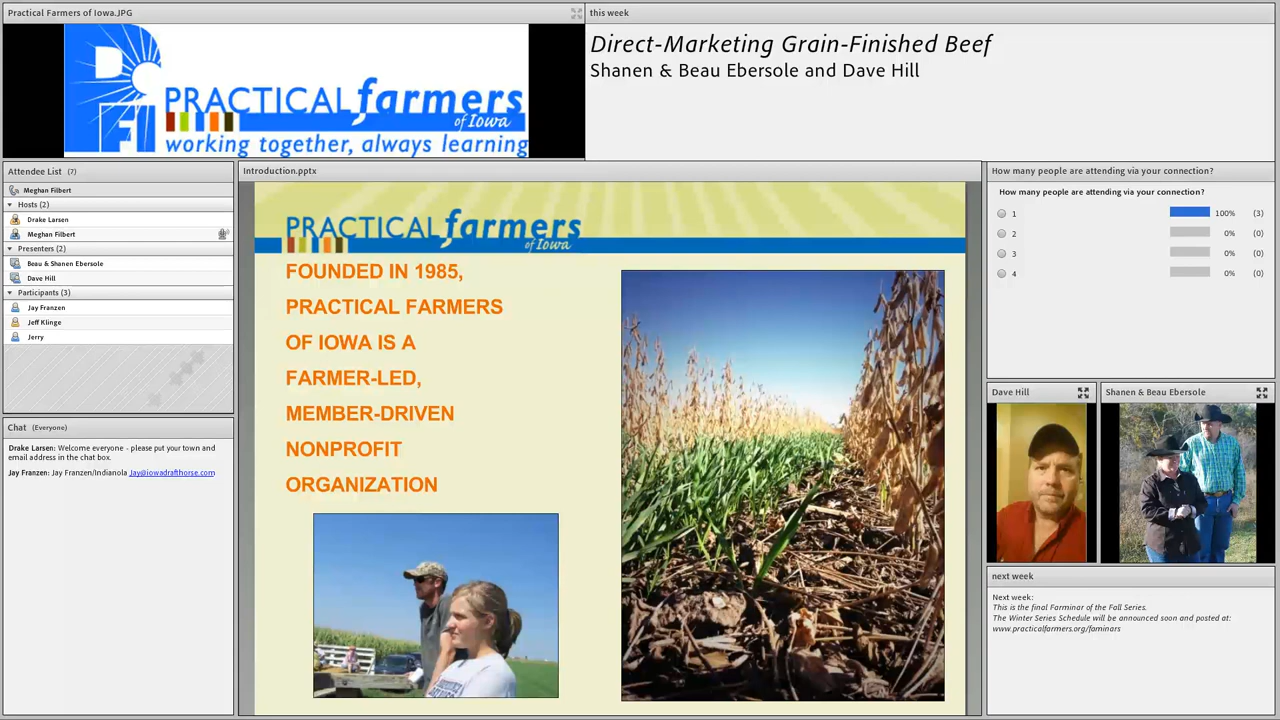 Practical Farmers of Iowa.JPG
PFI
PRACTICAL farmers
of Iowa
working together, always learning
this week
Direct-Marketing Grain-Finished Beef
Shanen & Beau Ebersole and Dave Hill
Attendee List (7)
Meghan Filbert
Hosts (2)
Drake Larsen
Meghan Filbert
Presenters (2)
Beau & Shanen Ebersole
Dave Hill
Participants (3)
Jay Franzen
Jeff Klinge
Jerry
Chat (Everyone)
Drake Larsen: Welcome everyone - please put your town and
email address in the chat box.
Jay Franzen: Jay Franzen/Indianola Jay@iowadrafthorse.com
Introduction.pptx
PRACTICAL farmers
of Iowa
FOUNDED IN 1985,
PRACTICAL FARMERS
OF IOWA IS A
FARMER-LED,
MEMBER-DRIVEN
NONPROFIT
ORGANIZATION
How many people are attending via your connection?
How many people are attending via your connection?
1 100% (3)
2 0% (0)
3 0% (0)
4 0% (0)
Dave Hill
Shanen & Beau Ebersole
next week
Next week:
This is the final Farminar of the Fall Series.
The Winter Series Schedule will be announced soon and posted at:
www.practicalfarmers.org/faminars